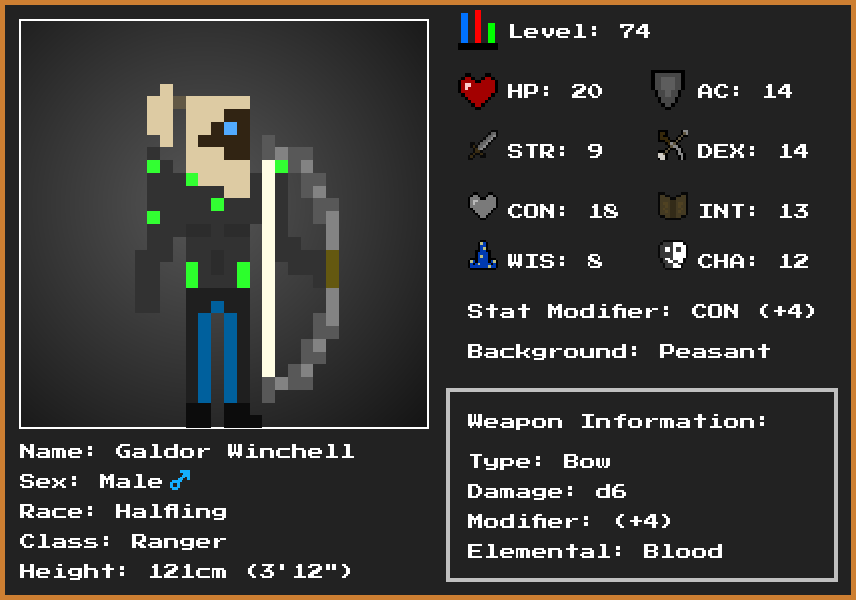 Level: 74
HP: 20
AC: 14
STR: 9
DEX: 14
CON: 18
INT: 13
WIS: 8
CHA: 12
Stat Modifier: CON (+4)
Background: Peasant
Weapon Information:
Type: Bow
Damage: d6
Modifier: (+4)
Elemental: Blood
Name: Galdor Winchell
Sex: Male ♂
Race: Halfling
Class: Ranger
Height: 121cm (3'12")